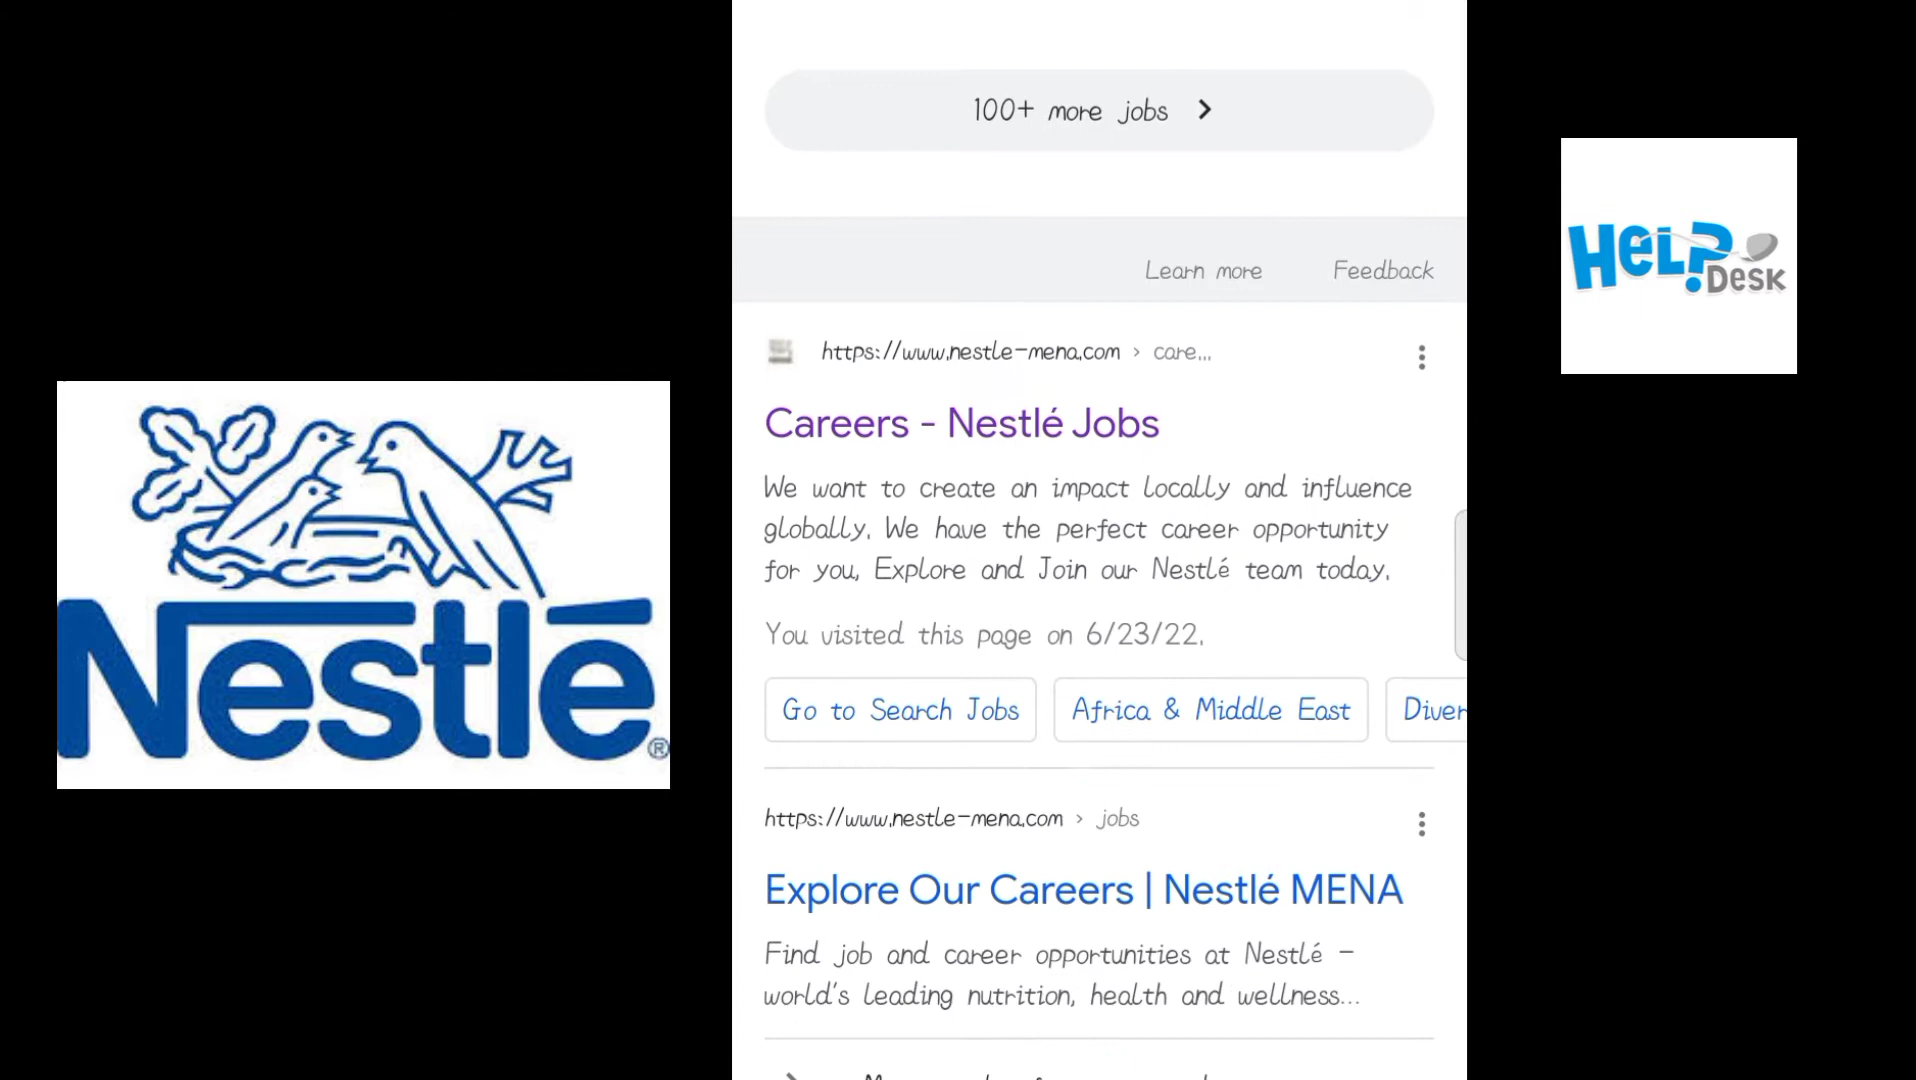 100+ more jobs
Learn more Feedback
https://www.nestle-mena.com › care...
Careers - Nestlé Jobs
We want to create an impact locally and influence
globally. We have the perfect career opportunity
for you, Explore and Join our Nestlé team today.
You visited this page on 6/23/22.
Go to Search Jobs Africa & Middle East Diver
https://www.nestle-mena.com › jobs
Explore Our Careers | Nestlé MENA
Find job and career opportunities at Nestlé –
world's leading nutrition, health and wellness...
Nestlé®
HELP?
DESK